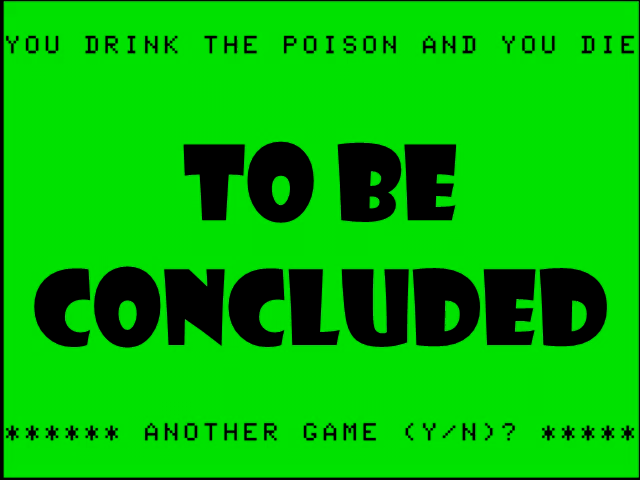 YOU DRINK THE POISON AND YOU DIE
TO BE
CONCLUDED
****** ANOTHER GAME (Y/N)? *****